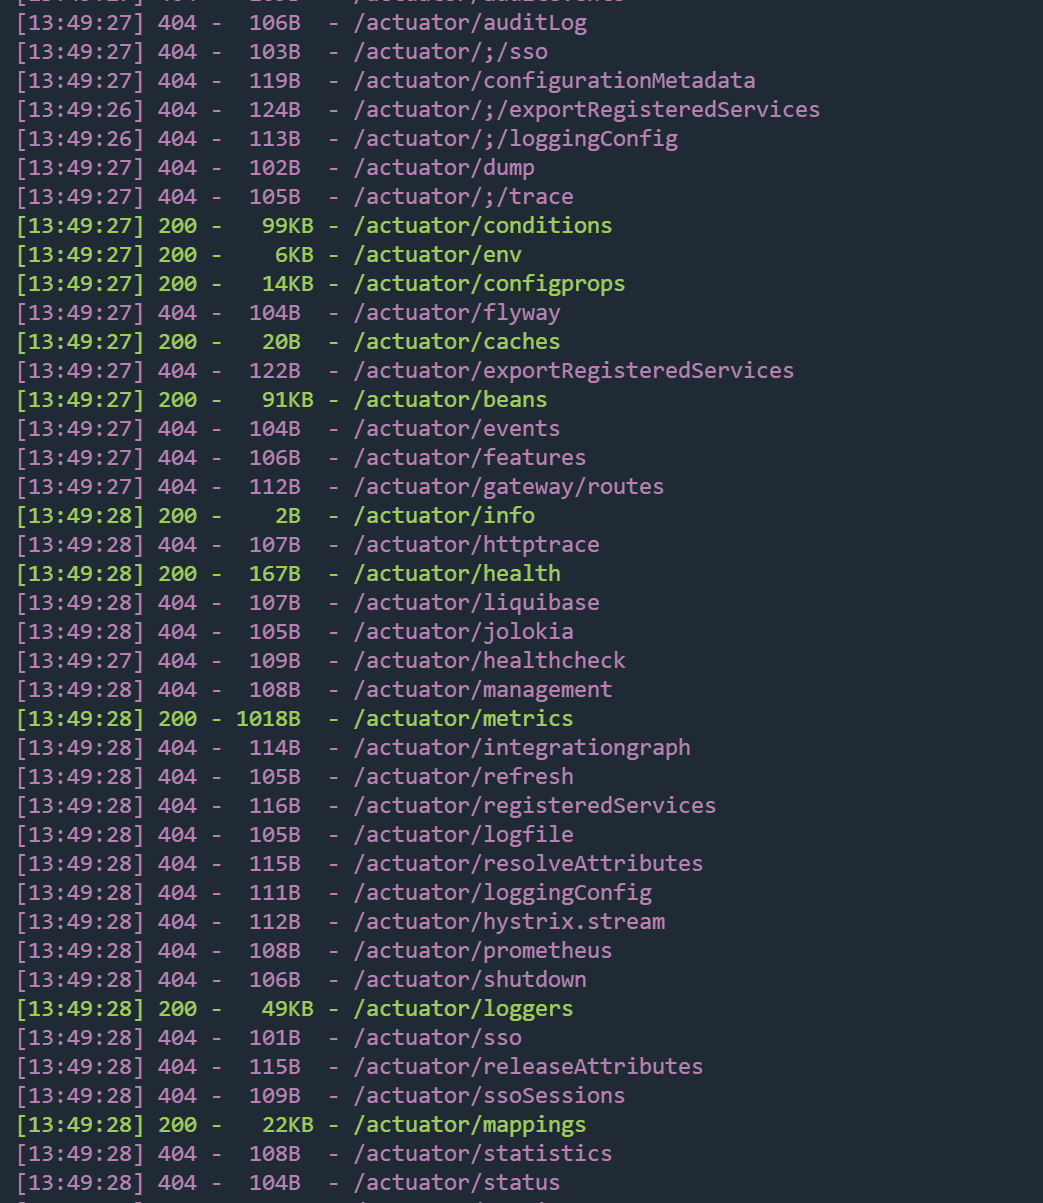 [13:49:27] 404 -  106B  - /actuator/auditLog
[13:49:27] 404 -  103B  - /actuator/;/sso
[13:49:27] 404 -  119B  - /actuator/configurationMetadata
[13:49:26] 404 -  124B  - /actuator/;/exportRegisteredServices
[13:49:26] 404 -  113B  - /actuator/;/loggingConfig
[13:49:27] 404 -  102B  - /actuator/dump
[13:49:27] 404 -  105B  - /actuator/;/trace
[13:49:27] 200 -   99KB - /actuator/conditions
[13:49:27] 200 -    6KB - /actuator/env
[13:49:27] 200 -   14KB - /actuator/configprops
[13:49:27] 404 -  104B  - /actuator/flyway
[13:49:27] 200 -   20B  - /actuator/caches
[13:49:27] 404 -  122B  - /actuator/exportRegisteredServices
[13:49:27] 200 -   91KB - /actuator/beans
[13:49:27] 404 -  104B  - /actuator/events
[13:49:27] 404 -  106B  - /actuator/features
[13:49:27] 404 -  112B  - /actuator/gateway/routes
[13:49:28] 200 -    2B  - /actuator/info
[13:49:28] 404 -  107B  - /actuator/httptrace
[13:49:28] 200 -  167B  - /actuator/health
[13:49:28] 404 -  107B  - /actuator/liquibase
[13:49:28] 404 -  105B  - /actuator/jolokia
[13:49:27] 404 -  109B  - /actuator/healthcheck
[13:49:28] 404 -  108B  - /actuator/management
[13:49:28] 200 - 1018B  - /actuator/metrics
[13:49:28] 404 -  114B  - /actuator/integrationgraph
[13:49:28] 404 -  105B  - /actuator/refresh
[13:49:28] 404 -  116B  - /actuator/registeredServices
[13:49:28] 404 -  105B  - /actuator/logfile
[13:49:28] 404 -  115B  - /actuator/resolveAttributes
[13:49:28] 404 -  111B  - /actuator/loggingConfig
[13:49:28] 404 -  112B  - /actuator/hystrix.stream
[13:49:28] 404 -  108B  - /actuator/prometheus
[13:49:28] 404 -  106B  - /actuator/shutdown
[13:49:28] 200 -   49KB - /actuator/loggers
[13:49:28] 404 -  101B  - /actuator/sso
[13:49:28] 404 -  115B  - /actuator/releaseAttributes
[13:49:28] 404 -  109B  - /actuator/ssoSessions
[13:49:28] 200 -   22KB - /actuator/mappings
[13:49:28] 404 -  108B  - /actuator/statistics
[13:49:28] 404 -  104B  - /actuator/status